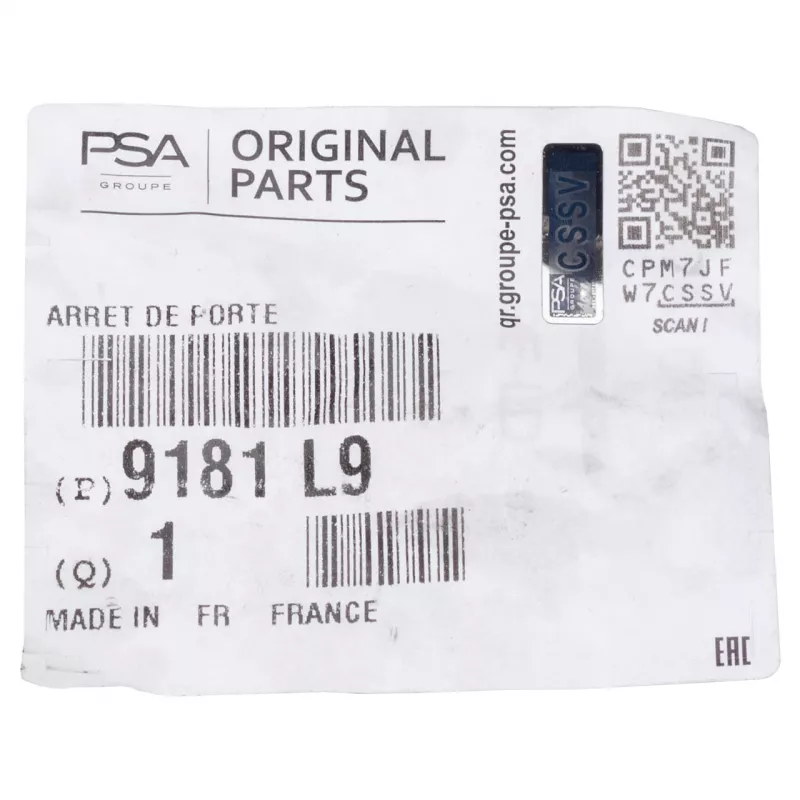 PSA
GROUPE
ORIGINAL
PARTS
qr.groupe-psa.com
CSSV
PSA
GROUPE
CPM7JF
W7CSSV
SCAN!
ARRET DE PORTE
(P) 9181 L9
(Q) 1
MADE IN FR FRANCE
EAC